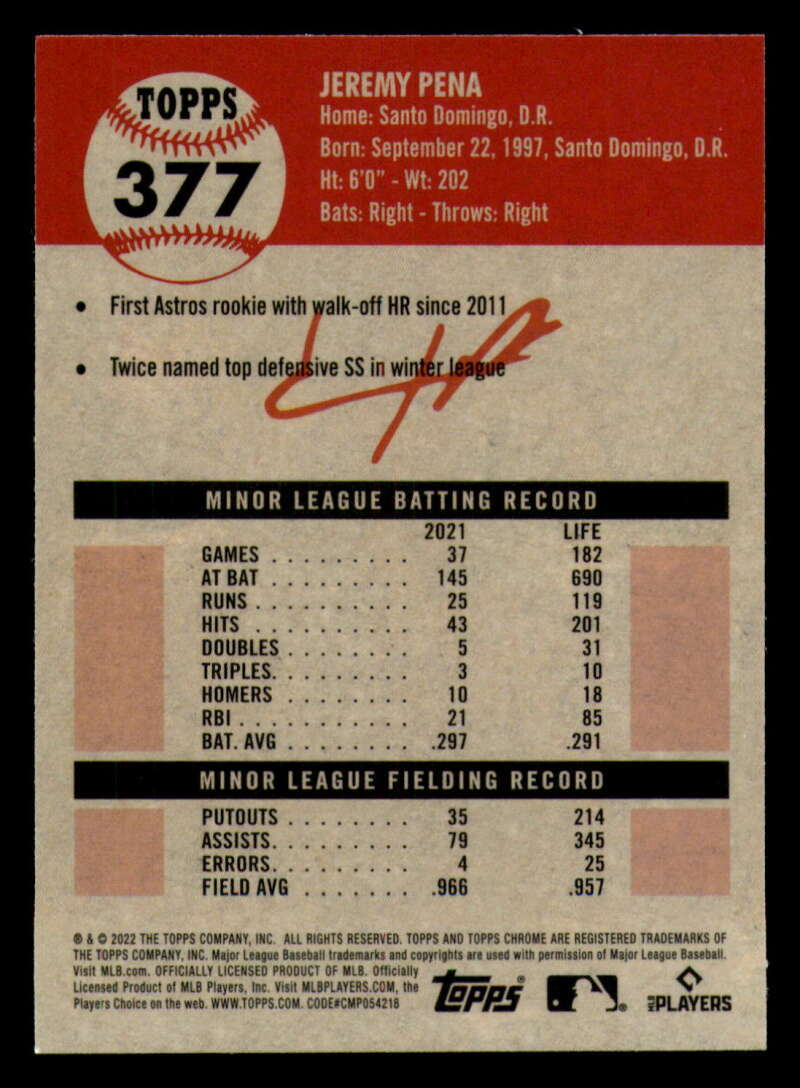 TOPPS
377
JEREMY PENA
Home: Santo Domingo, D.R.
Born: September 22, 1997, Santo Domingo, D.R.
Ht: 6'0" - Wt: 202
Bats: Right - Throws: Right
• First Astros rookie with walk-off HR since 2011
• Twice named top defensive SS in winter league
MINOR LEAGUE BATTING RECORD
2021 LIFE
GAMES . . . . . . . . . 37 182
AT BAT . . . . . . . . . 145 690
RUNS . . . . . . . . . . 25 119
HITS . . . . . . . . . . 43 201
DOUBLES . . . . . . . . 5 31
TRIPLES. . . . . . . . . 3 10
HOMERS . . . . . . . . 10 18
RBI . . . . . . . . . . . 21 85
BAT. AVG . . . . . . . . .297 .291
MINOR LEAGUE FIELDING RECORD
PUTOUTS . . . . . . . . 35 214
ASSISTS. . . . . . . . . 79 345
ERRORS. . . . . . . . . 4 25
FIELD AVG . . . . . . . .966 .957
® & © 2022 THE TOPPS COMPANY, INC. ALL RIGHTS RESERVED. TOPPS AND TOPPS CHROME ARE REGISTERED TRADEMARKS OF
THE TOPPS COMPANY, INC. Major League Baseball trademarks and copyrights are used with permission of Major League Baseball.
Visit MLB.com. OFFICIALLY LICENSED PRODUCT OF MLB. Officially
Licensed Product of MLB Players, Inc. Visit MLBPLAYERS.COM, the
Players Choice on the web. WWW.TOPPS.COM. CODE#CMP054218
TOPPS®
MLB PLAYERS